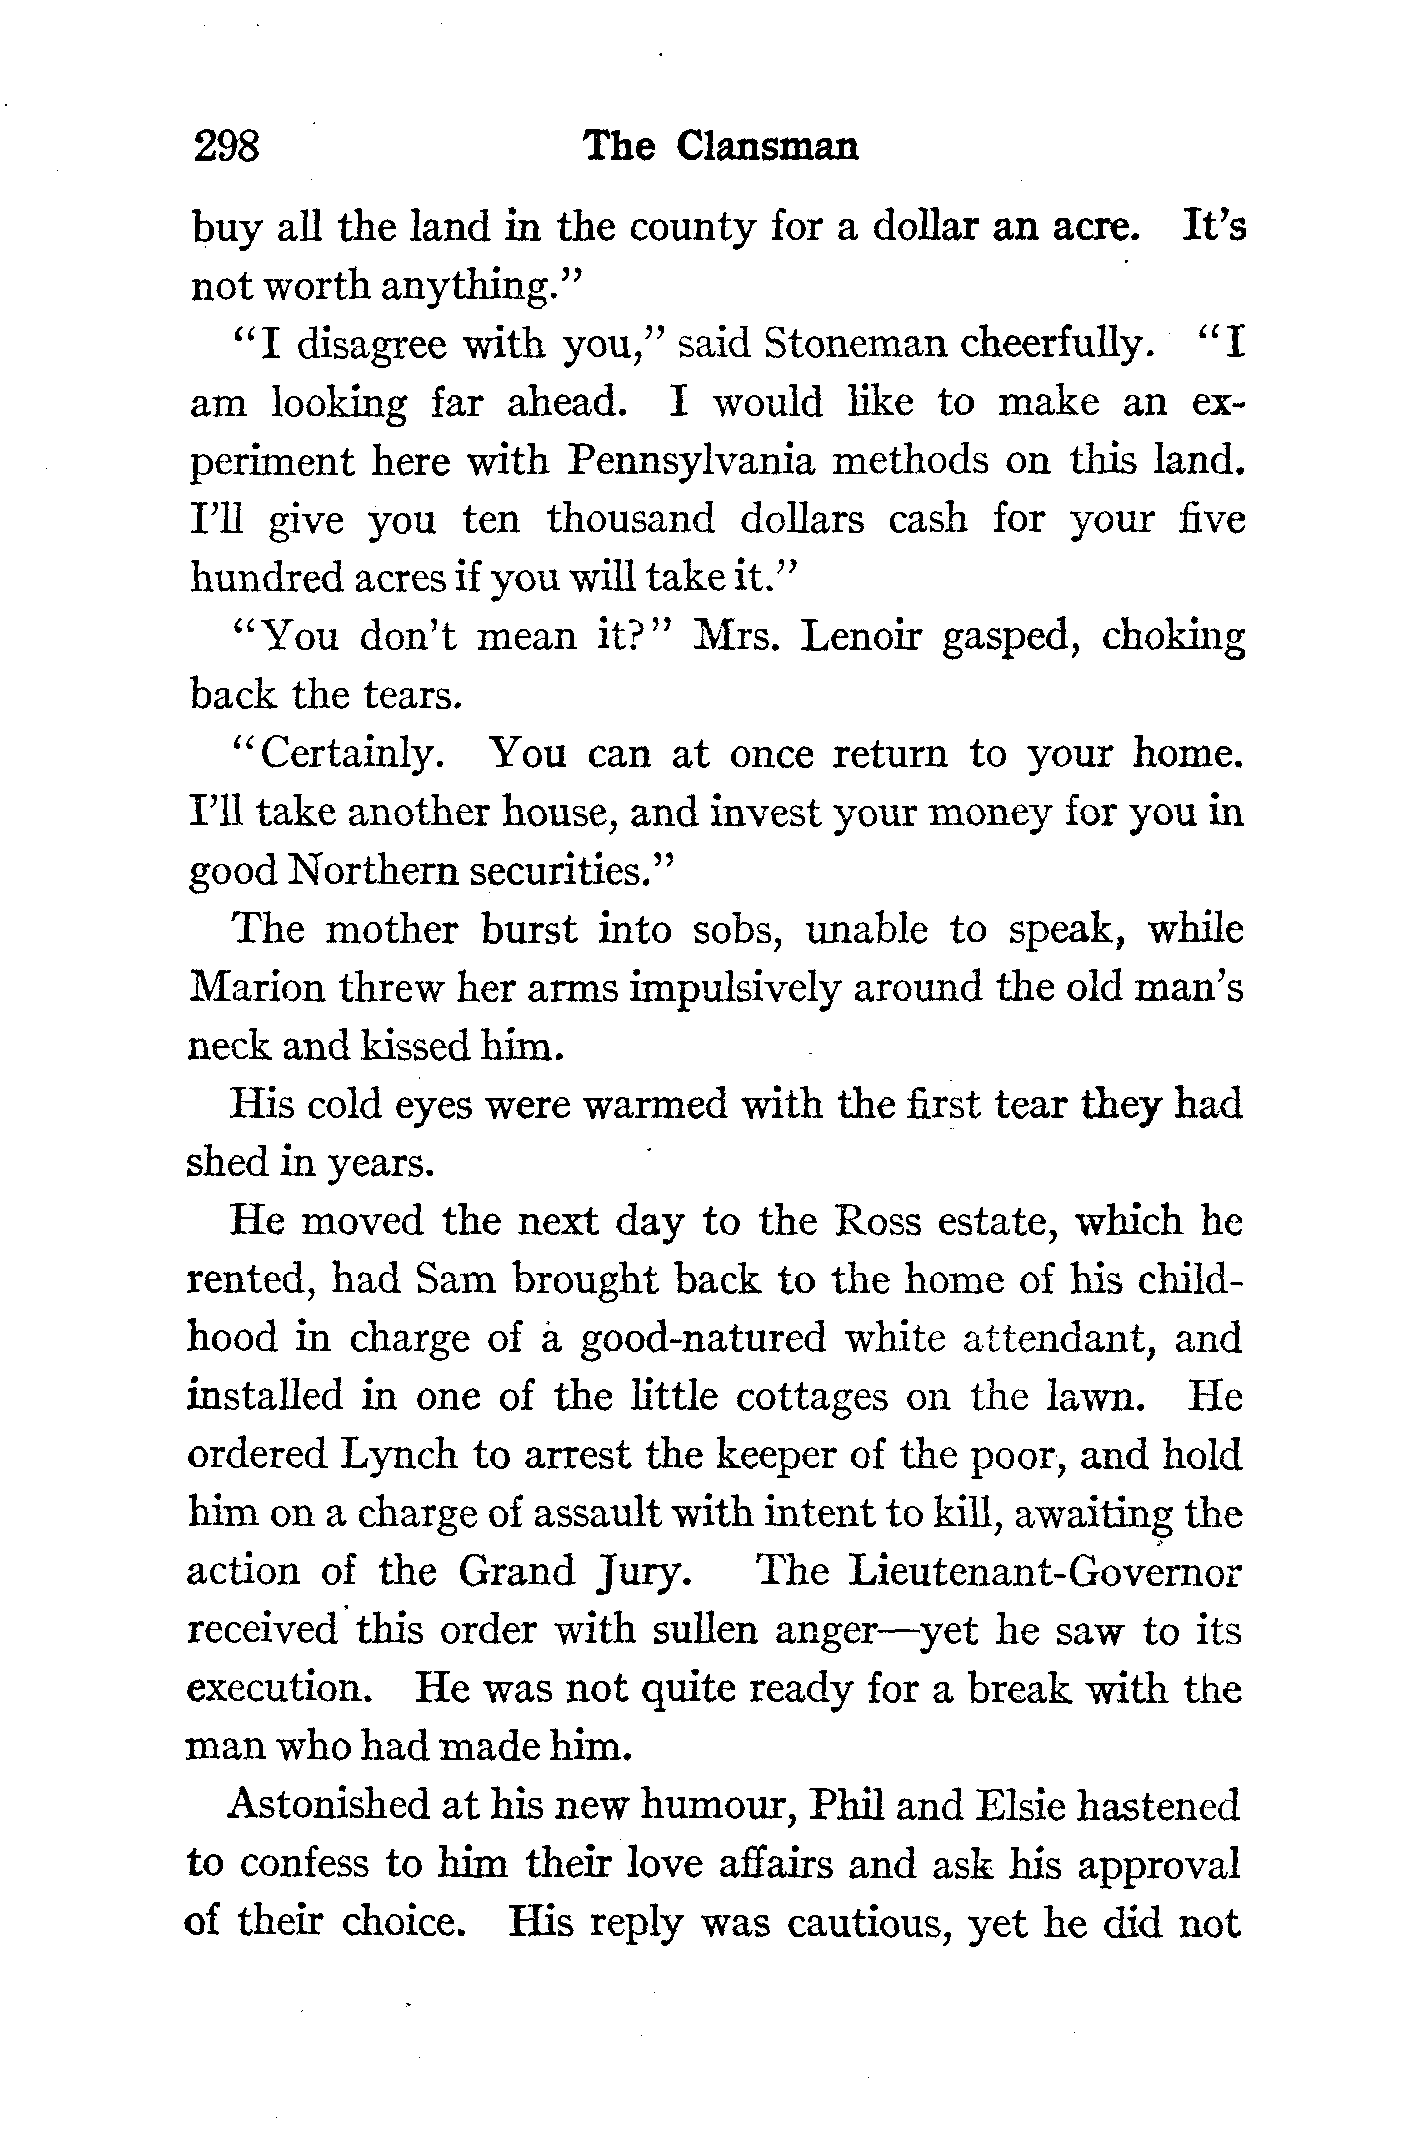 298 The Clansman
buy all the land in the county for a dollar an acre. It's
not worth anything."
"I disagree with you," said Stoneman cheerfully. "I
am looking far ahead. I would like to make an ex-
periment here with Pennsylvania methods on this land.
I'll give you ten thousand dollars cash for your five
hundred acres if you will take it."
"You don't mean it?" Mrs. Lenoir gasped, choking
back the tears.
"Certainly. You can at once return to your home.
I'll take another house, and invest your money for you in
good Northern securities."
The mother burst into sobs, unable to speak, while
Marion threw her arms impulsively around the old man's
neck and kissed him.
His cold eyes were warmed with the first tear they had
shed in years.
He moved the next day to the Ross estate, which he
rented, had Sam brought back to the home of his child-
hood in charge of a good-natured white attendant, and
installed in one of the little cottages on the lawn. He
ordered Lynch to arrest the keeper of the poor, and hold
him on a charge of assault with intent to kill, awaiting the
action of the Grand Jury. The Lieutenant-Governor
received this order with sullen anger—yet he saw to its
execution. He was not quite ready for a break with the
man who had made him.
Astonished at his new humour, Phil and Elsie hastened
to confess to him their love affairs and ask his approval
of their choice. His reply was cautious, yet he did not